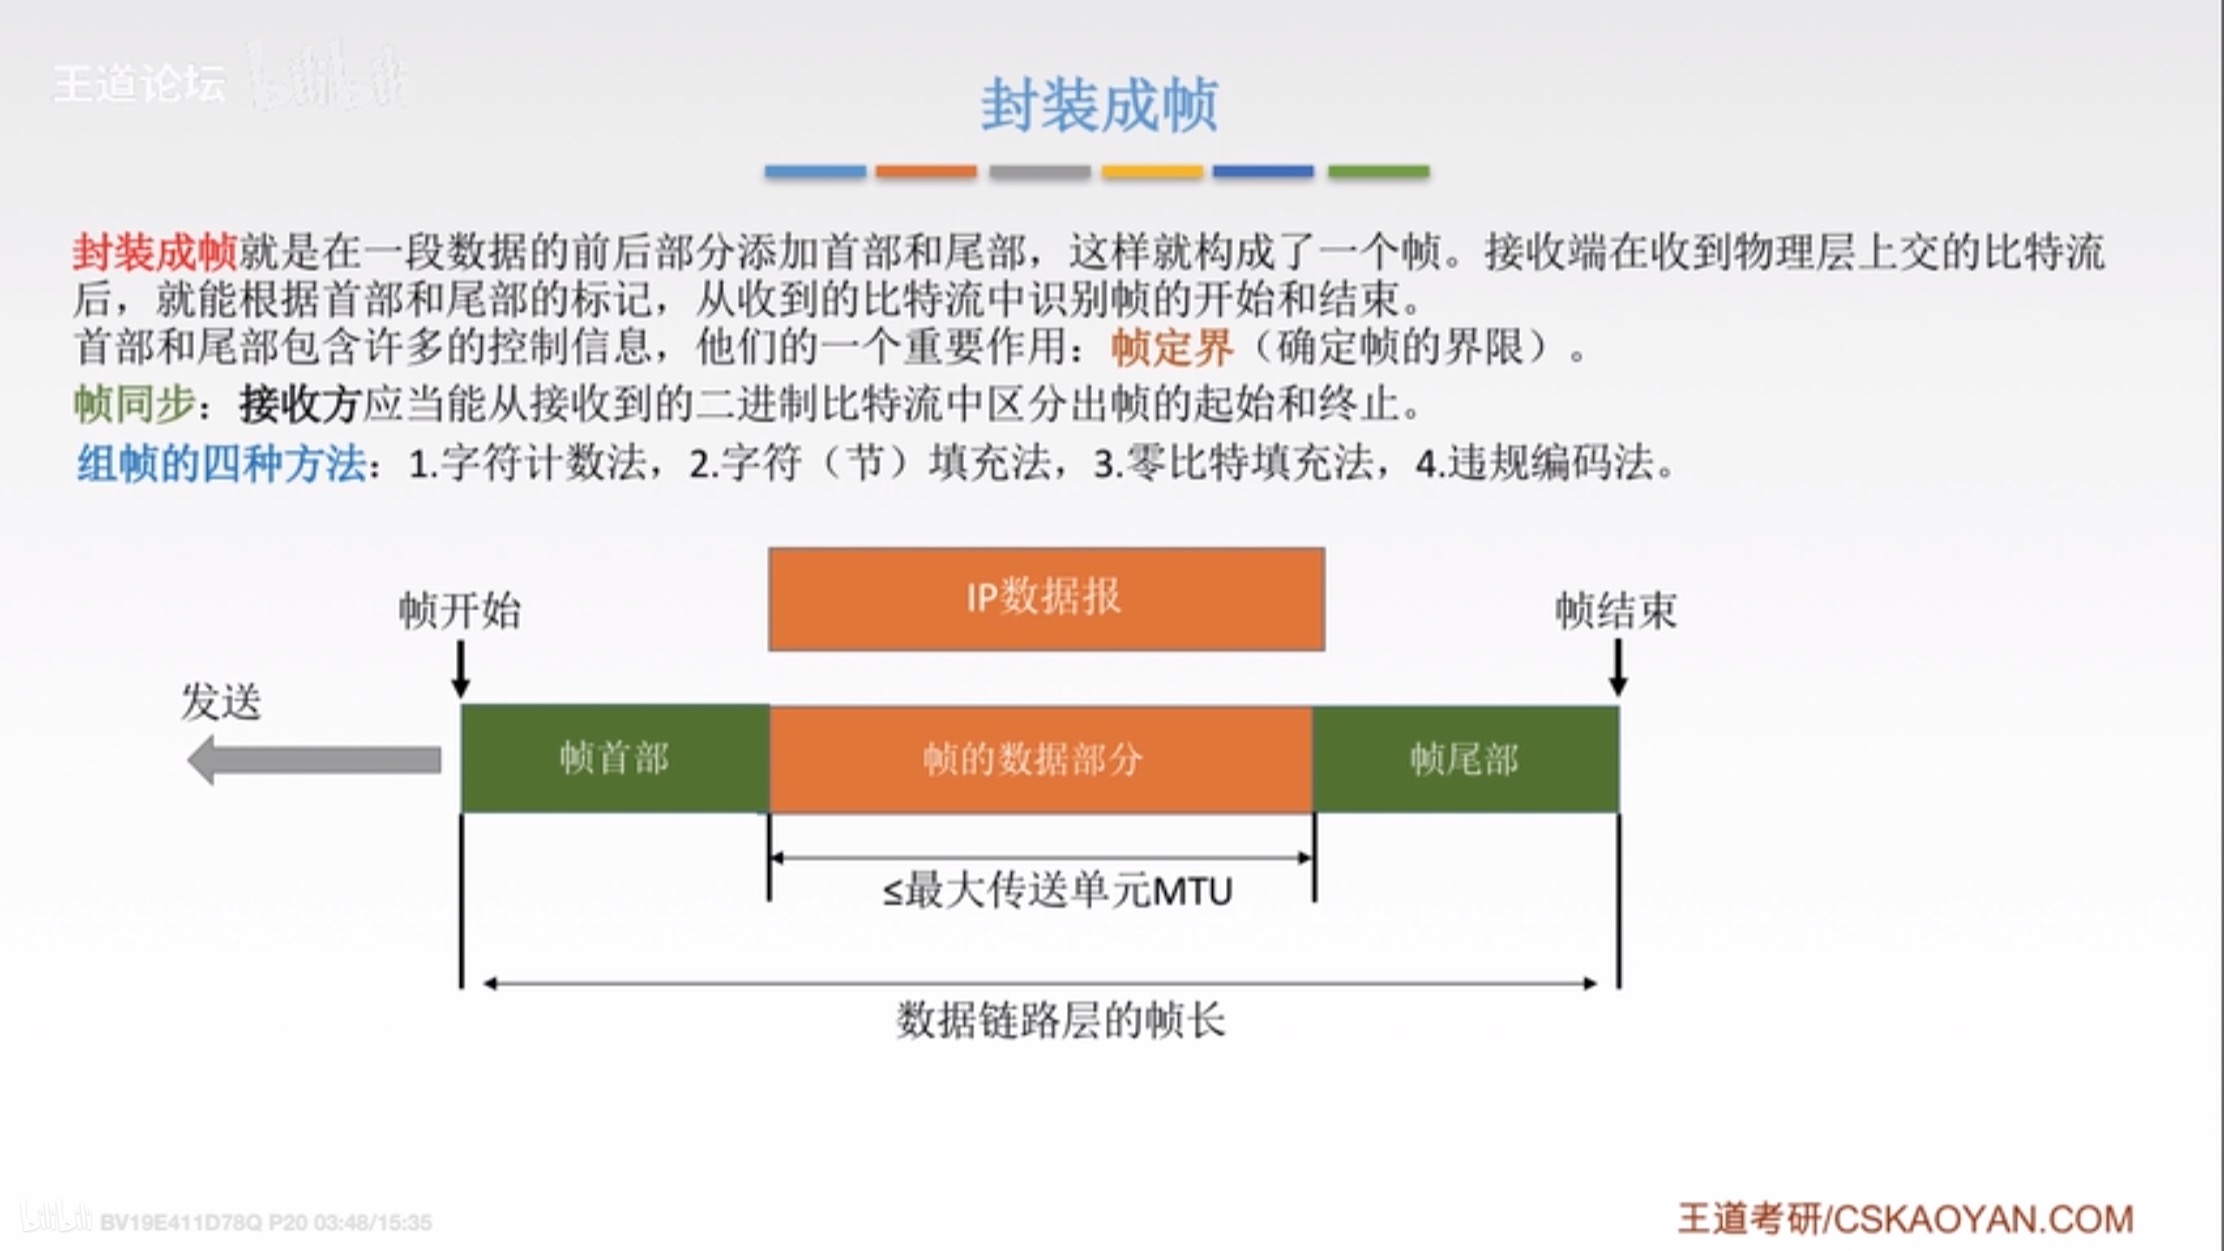 王道论坛 bilibili
封装成帧
封装成帧就是在一段数据的前后部分添加首部和尾部，这样就构成了一个帧。接收端在收到物理层上交的比特流
后，就能根据首部和尾部的标记，从收到的比特流中识别帧的开始和结束。
首部和尾部包含许多的控制信息，他们的一个重要作用：帧定界（确定帧的界限）。
帧同步：接收方应当能从接收到的二进制比特流中区分出帧的起始和终止。
组帧的四种方法：1.字符计数法，2.字符（节）填充法，3.零比特填充法，4.违规编码法。
IP数据报
帧开始
帧结束
发送
帧首部
帧的数据部分
帧尾部
≤最大传送单元MTU
数据链路层的帧长
bilibili BV19E411D78Q P20 03:48/15:35
王道考研/CSKAOYAN.COM